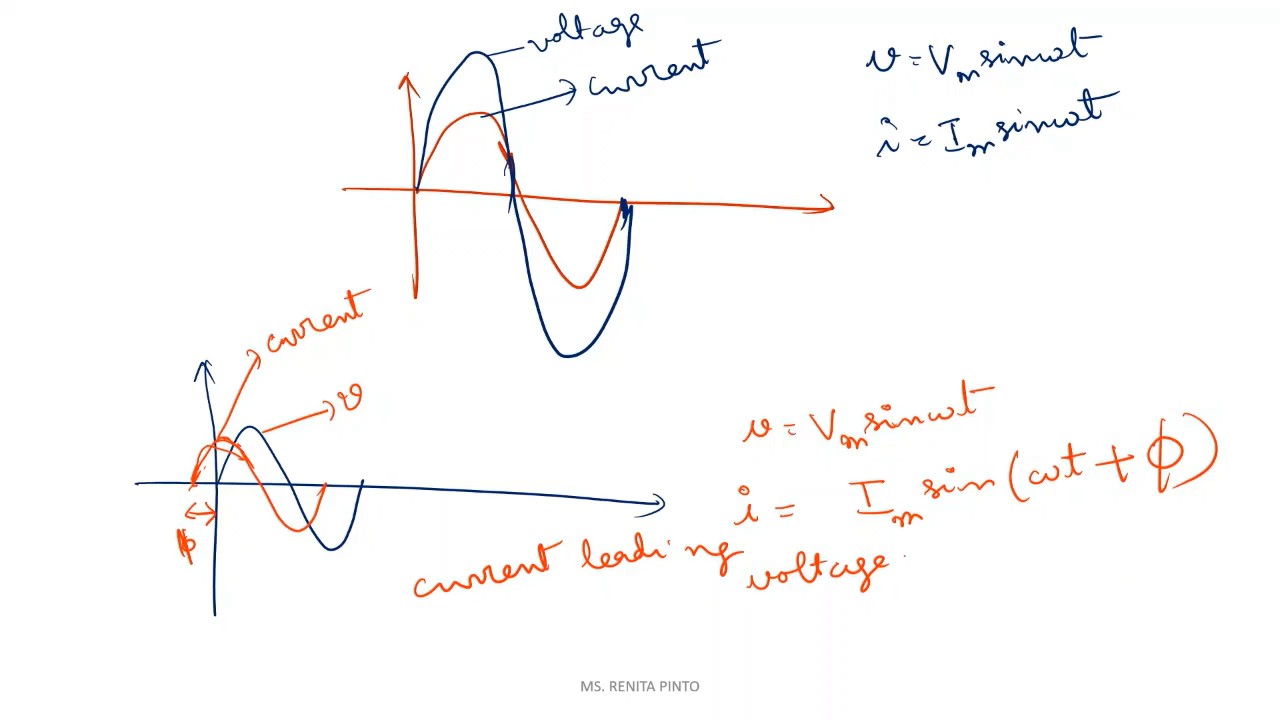 voltage
current
v = Vm sinωt
i = Im sinωt
current
v
ϕ
v = Vm sinωt
i = Im sin(ωt + ϕ)
current leading voltage
MS. RENITA PINTO